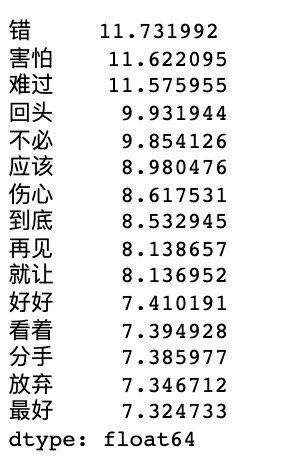 错 11.731992
害怕 11.622095
难过 11.575955
回头 9.931944
不必 9.854126
应该 8.980476
伤心 8.617531
到底 8.532945
再见 8.138657
就让 8.136952
好好 7.410191
看着 7.394928
分手 7.385977
放弃 7.346712
最好 7.324733
dtype: float64